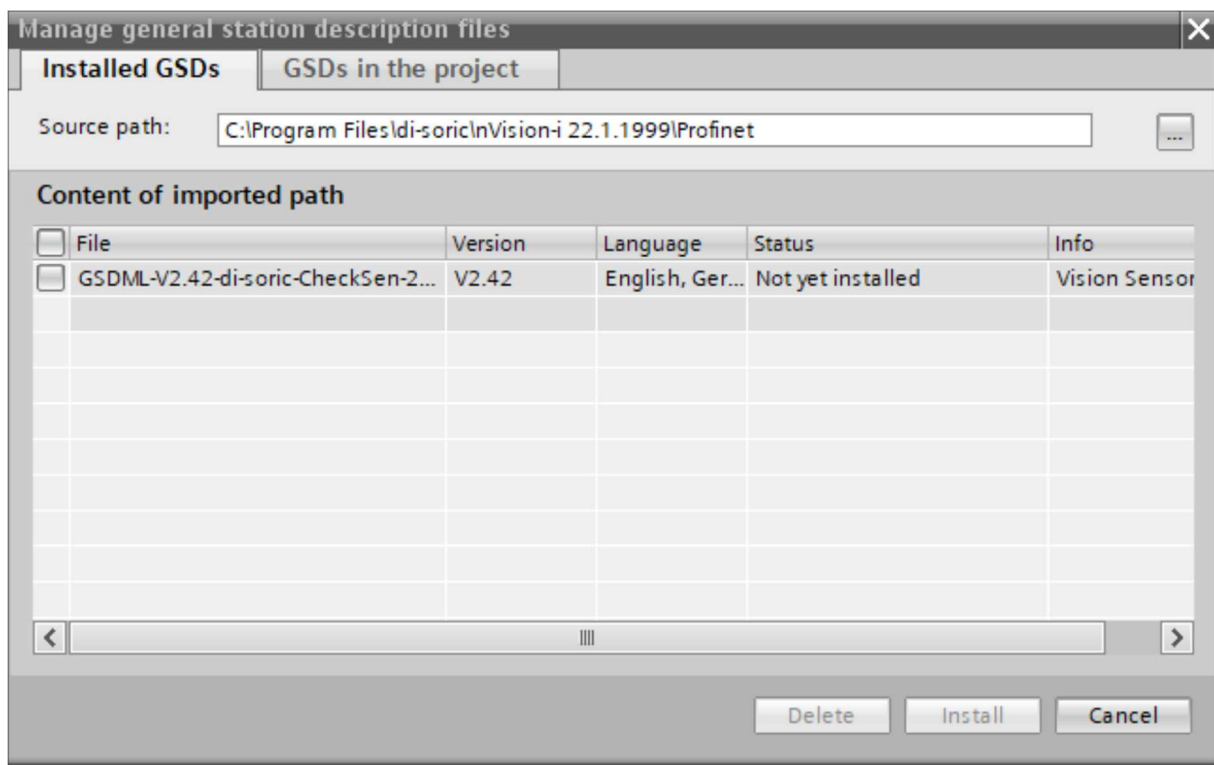 Manage general station description files
Installed GSDs GSDs in the project
Source path: C:\Program Files\di-soric\nVision-i 22.1.1999\Profinet ...
Content of imported path
File Version Language Status Info
GSDML-V2.42-di-soric-CheckSen-2... V2.42 English, Ger... Not yet installed Vision Sensor
Delete Install Cancel